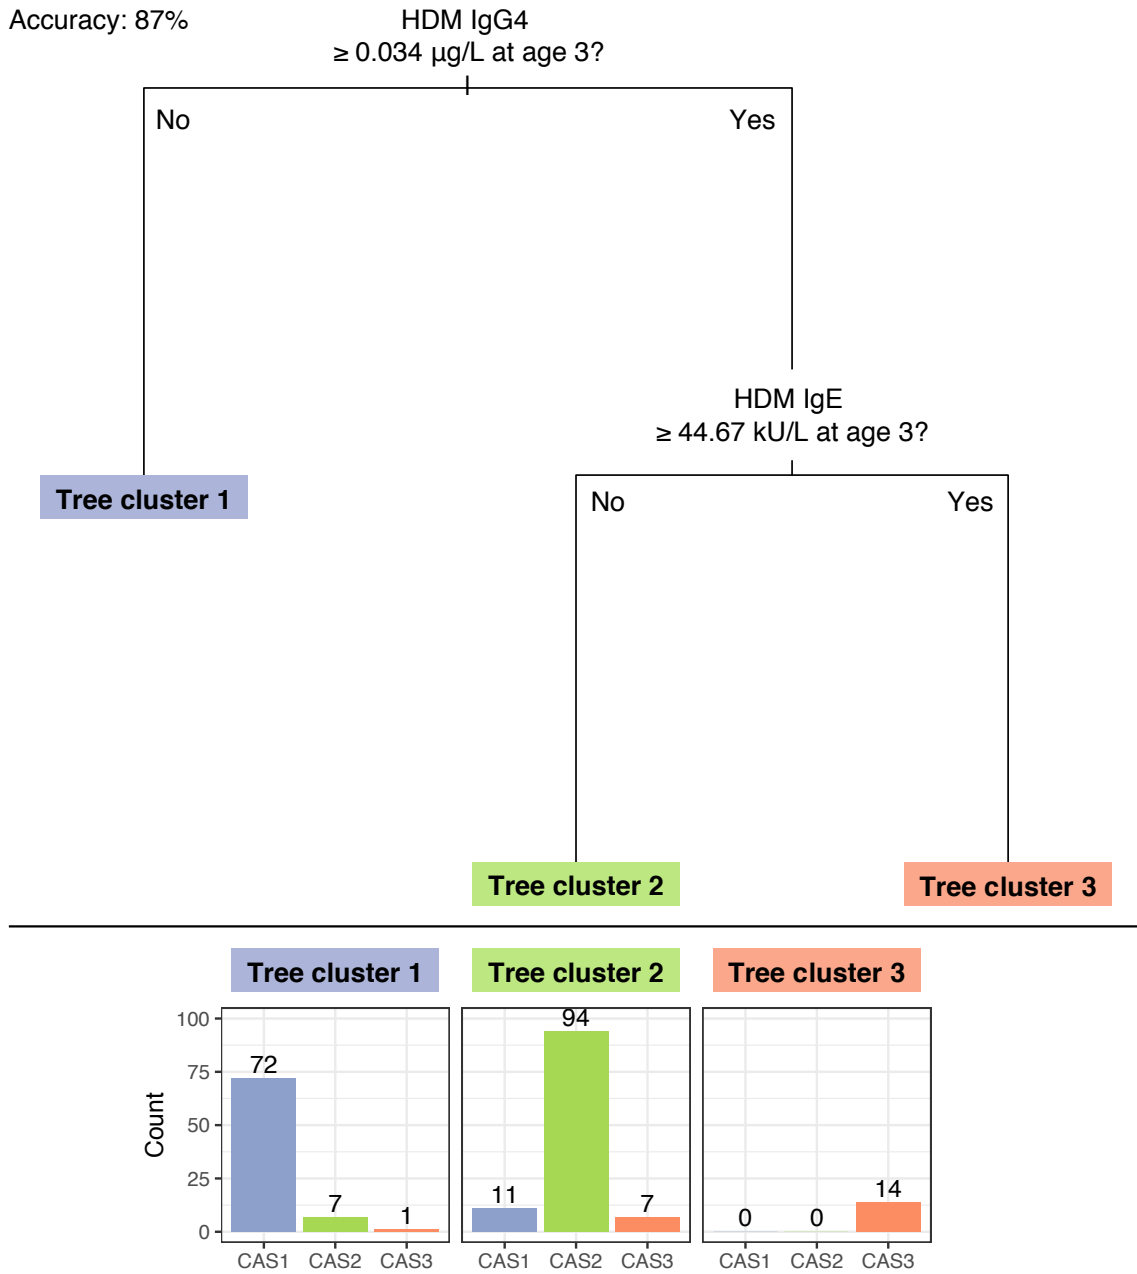 Accuracy: 87%
HDM IgG4
≥ 0.034 µg/L at age 3?
No
Yes
HDM IgE
≥ 44.67 kU/L at age 3?
Tree cluster 1
No
Yes
Tree cluster 2
Tree cluster 3
Tree cluster 1
Tree cluster 2
Tree cluster 3
Count
100
75
50
25
0
72
7
1
CAS1 CAS2 CAS3
11
94
7
CAS1 CAS2 CAS3
0
0
14
CAS1 CAS2 CAS3